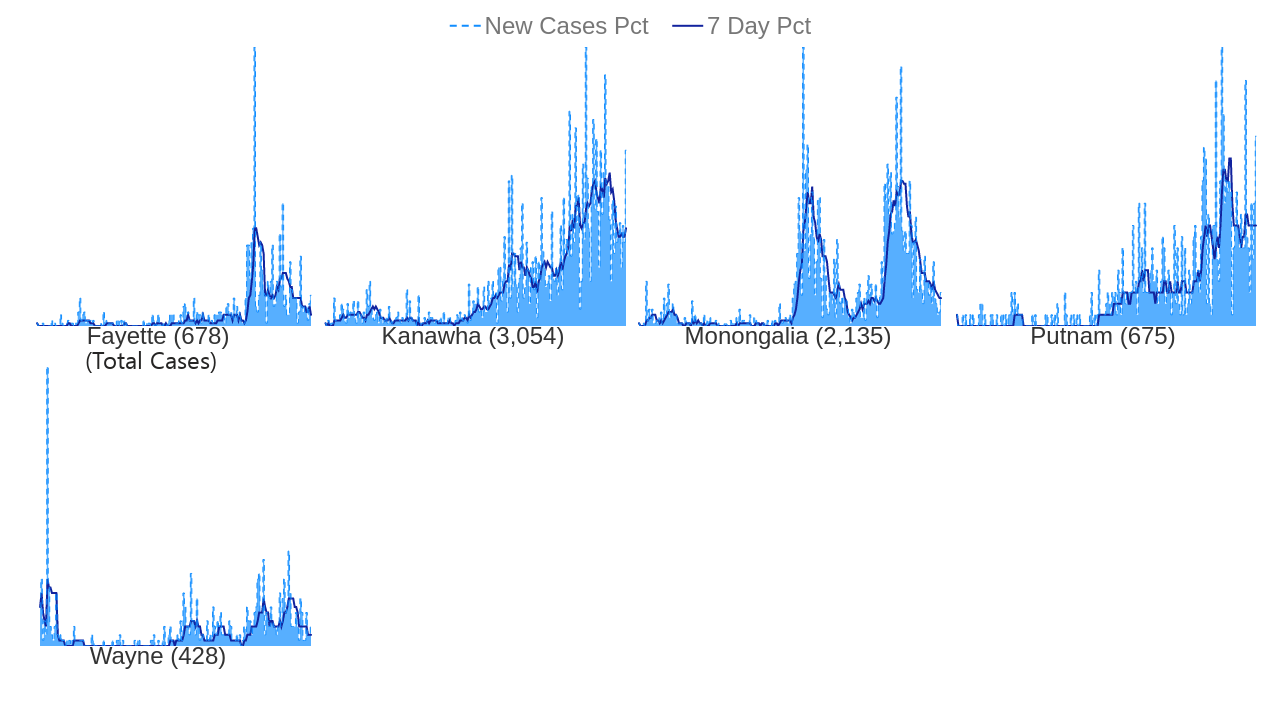 New Cases Pct 7 Day Pct
Fayette (678) Kanawha (3,054) Monongalia (2,135) Putnam (675)
(Total Cases)
Wayne (428)